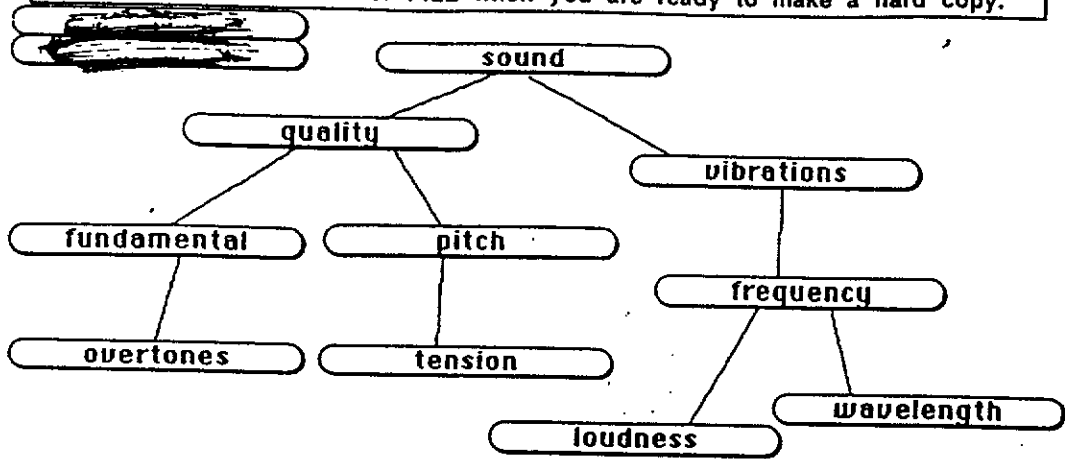 when you are ready to make a hard copy.
sound
quality
vibrations
fundamental
pitch
frequency
overtones
tension
wavelength
loudness